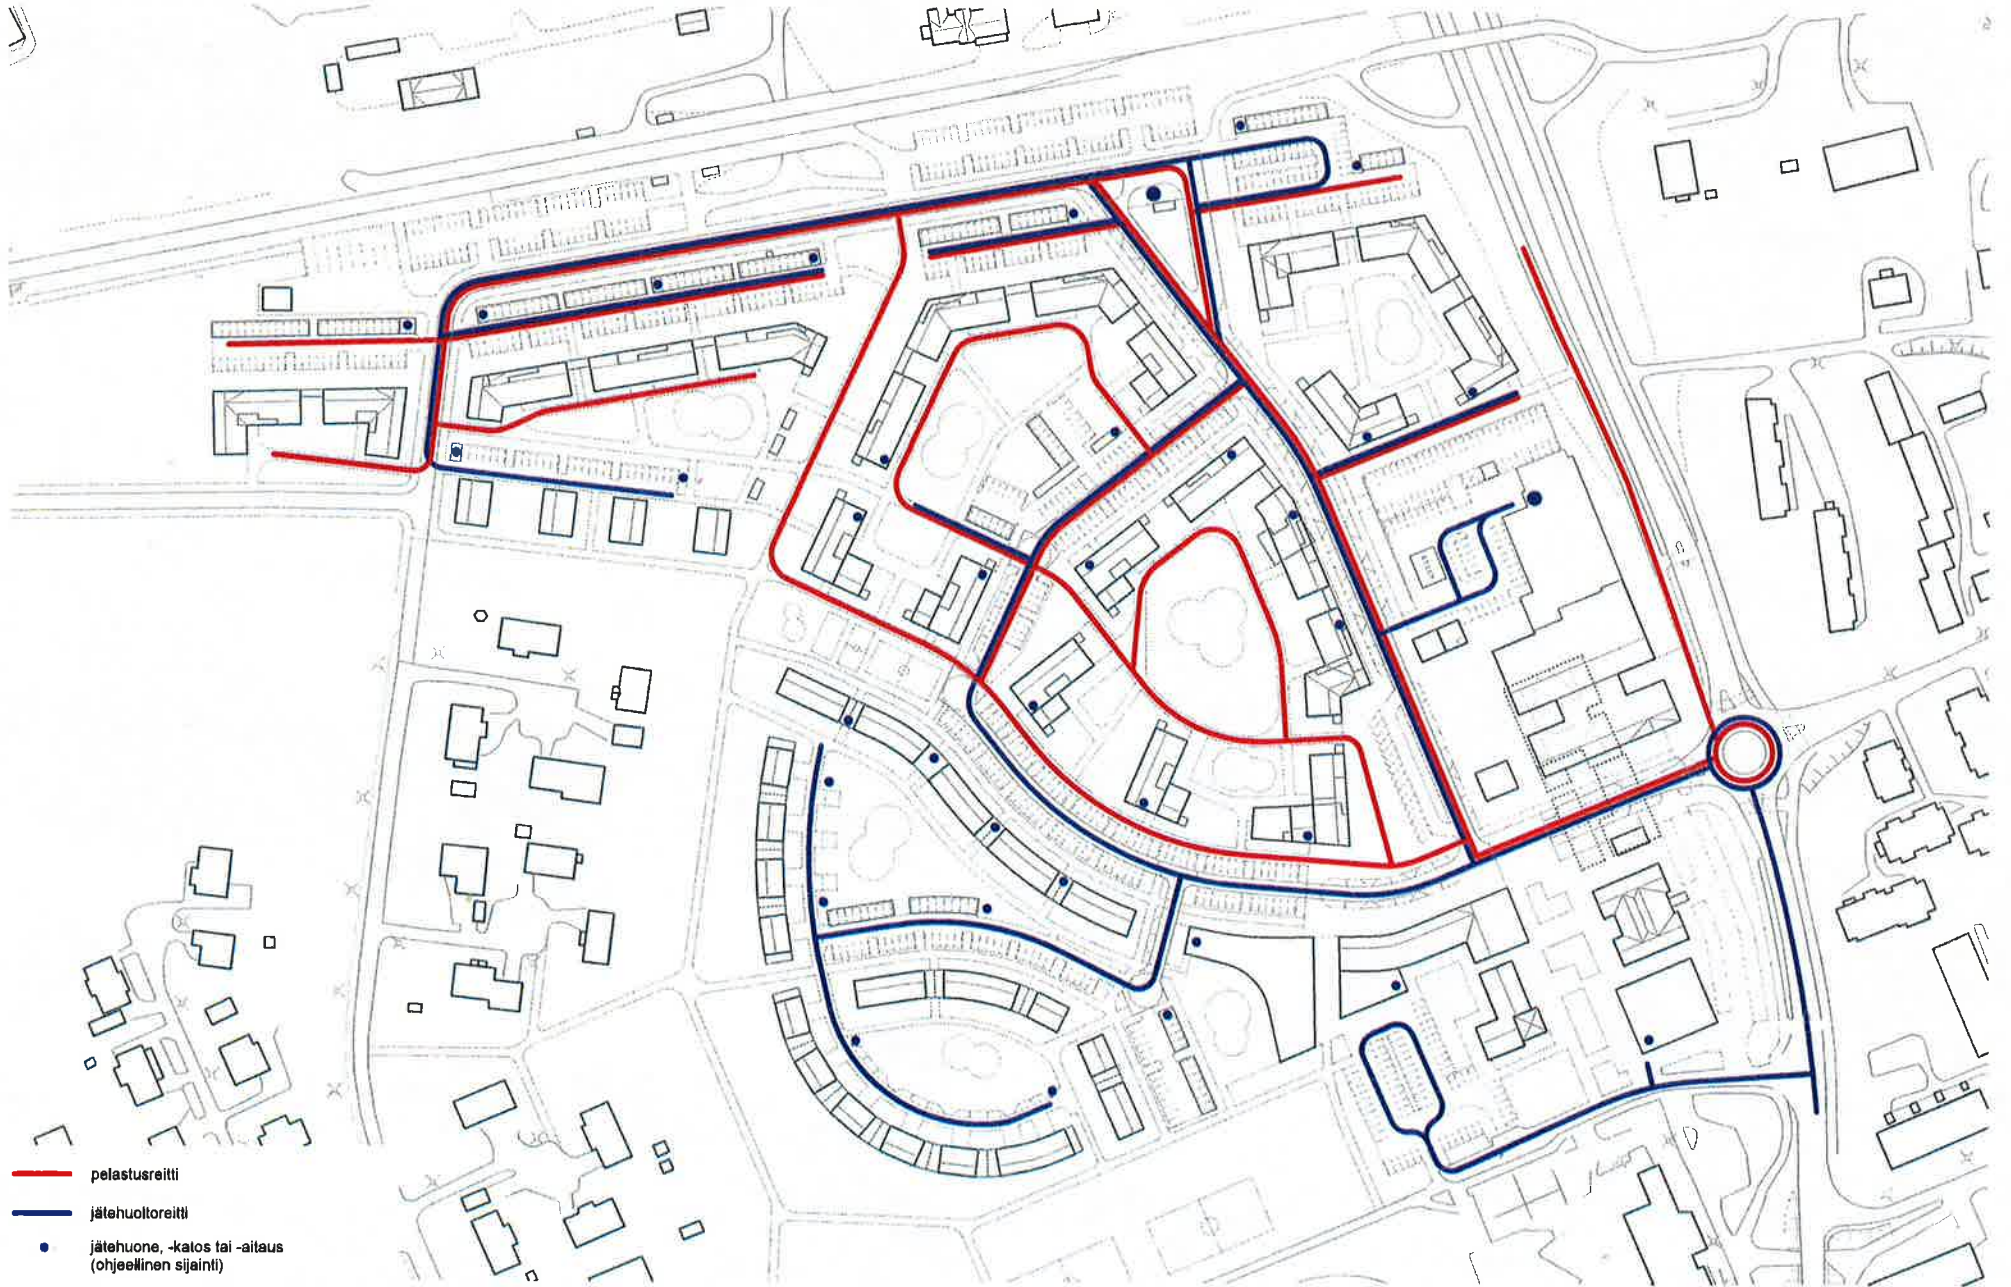 pelastusreitti
jätehuoltoreitti
jätehuone, -katos tai -aitaus
(ohjeellinen sijainti)